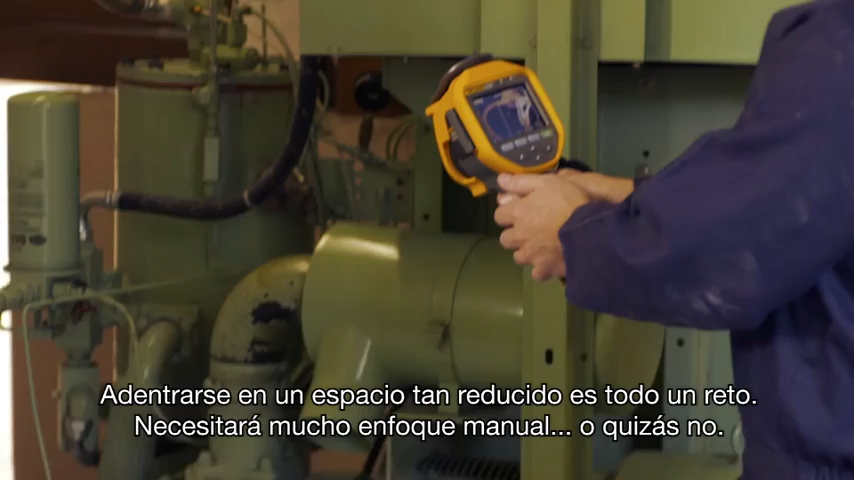 Adentrarse en un espacio tan reducido es todo un reto.
Necesitará mucho enfoque manual... o quizás no.